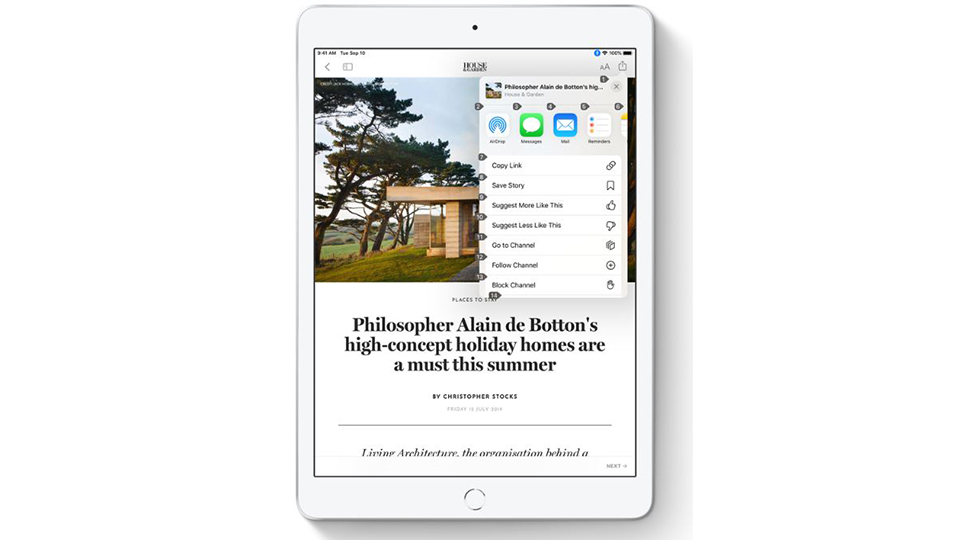 9:41 AM Tue Sep 10
100%
HOUSE
& GARDEN
AA
1
Philosopher Alain de Botton's hig...
House & Garden
2
3
4
5
6
AirDrop
Messages
Mail
Reminders
7
Copy Link
8
Save Story
9
Suggest More Like This
10
Suggest Less Like This
11
Go to Channel
12
Follow Channel
13
Block Channel
14
PLACES TO STAY
Philosopher Alain de Botton's
high-concept holiday homes are
a must this summer
BY CHRISTOPHER STOCKS
FRIDAY 12 JULY 2019
Living Architecture, the organisation behind a
NEXT